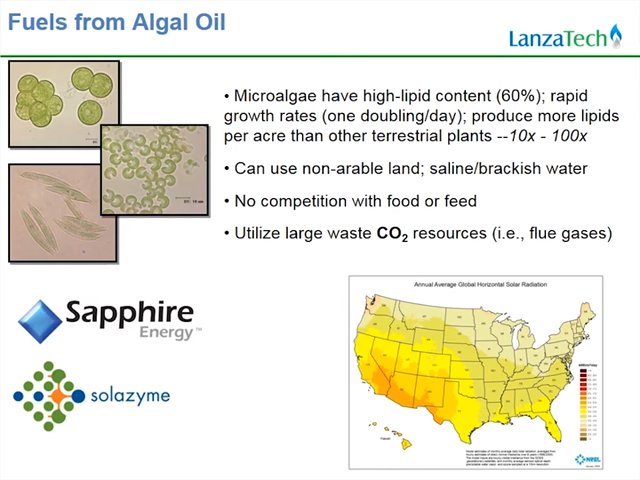 Fuels from Algal Oil
LanzaTech
• Microalgae have high-lipid content (60%); rapid
growth rates (one doubling/day); produce more lipids
per acre than other terrestrial plants --10x - 100x
• Can use non-arable land; saline/brackish water
• No competition with food or feed
• Utilize large waste CO2 resources (i.e., flue gases)
Sapphire
Energy™
solazyme
Annual Average Global Horizontal Solar Radiation
NREL